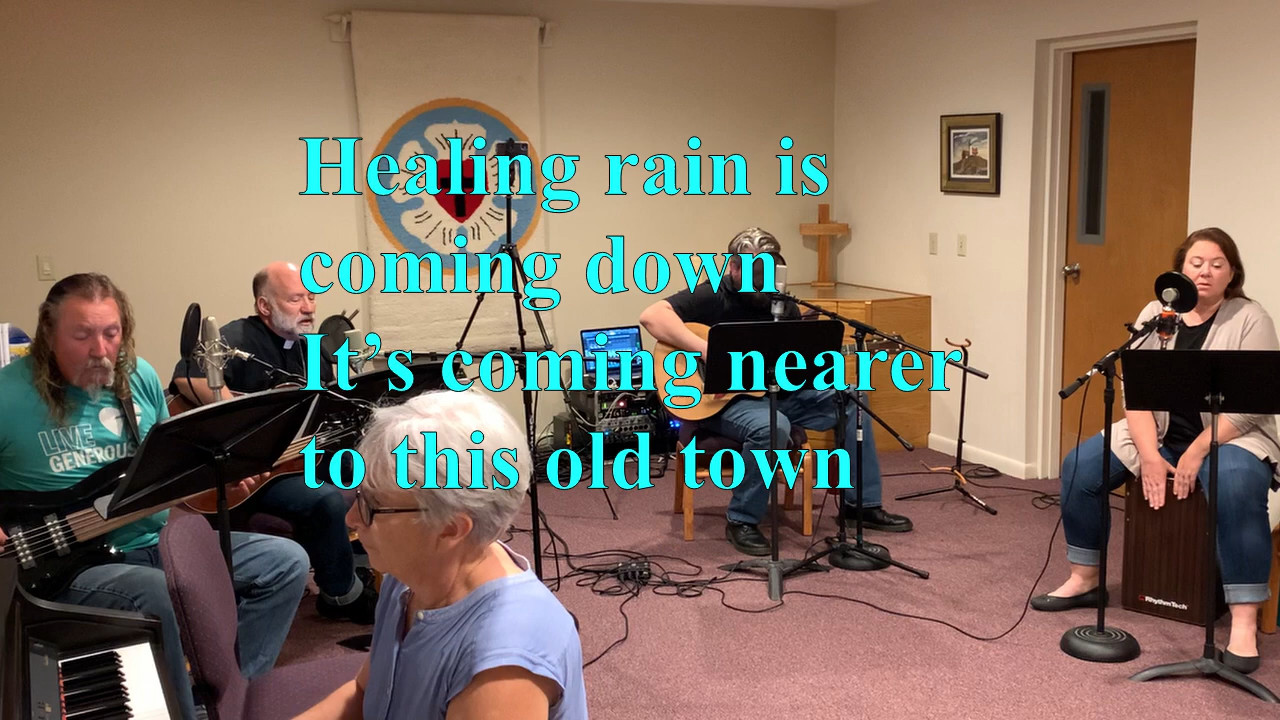 Healing rain is
coming down
It’s coming nearer
to this old town
LIVE
GENEROUS
RhythmTech